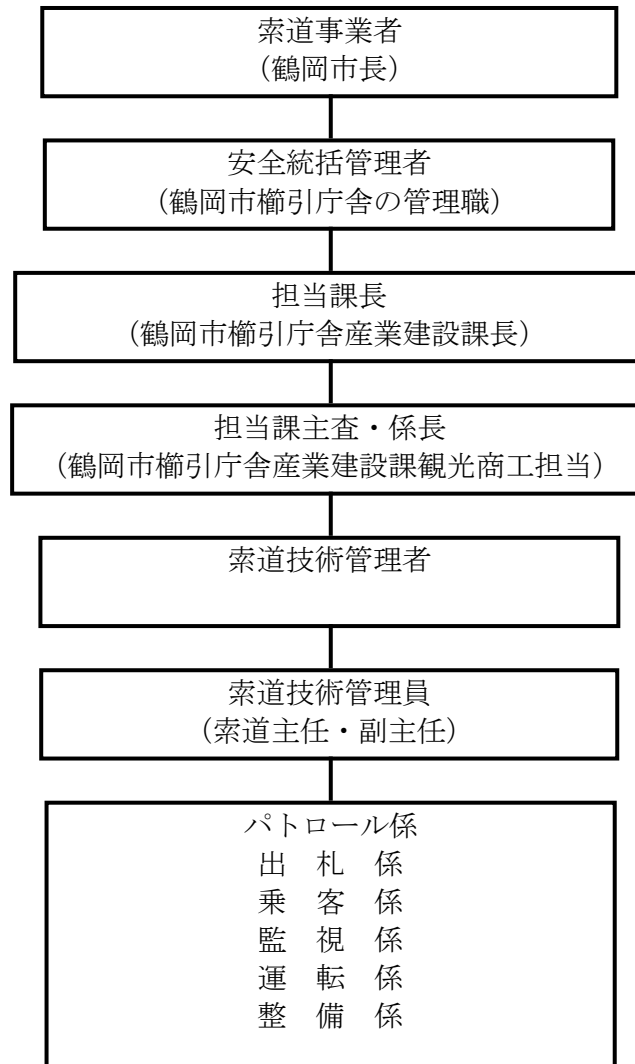 索道事業者
(鶴岡市長)
安全統括管理者
(鶴岡市櫛引庁舎の管理職)
担当課長
(鶴岡市櫛引庁舎産業建設課長)
担当課主査・係長
(鶴岡市櫛引庁舎産業建設課観光商工担当)
索道技術管理者
索道技術管理員
(索道主任・副主任)
パトロール係
出　札　係
乗　客　係
監　視　係
運　転　係
整　備　係